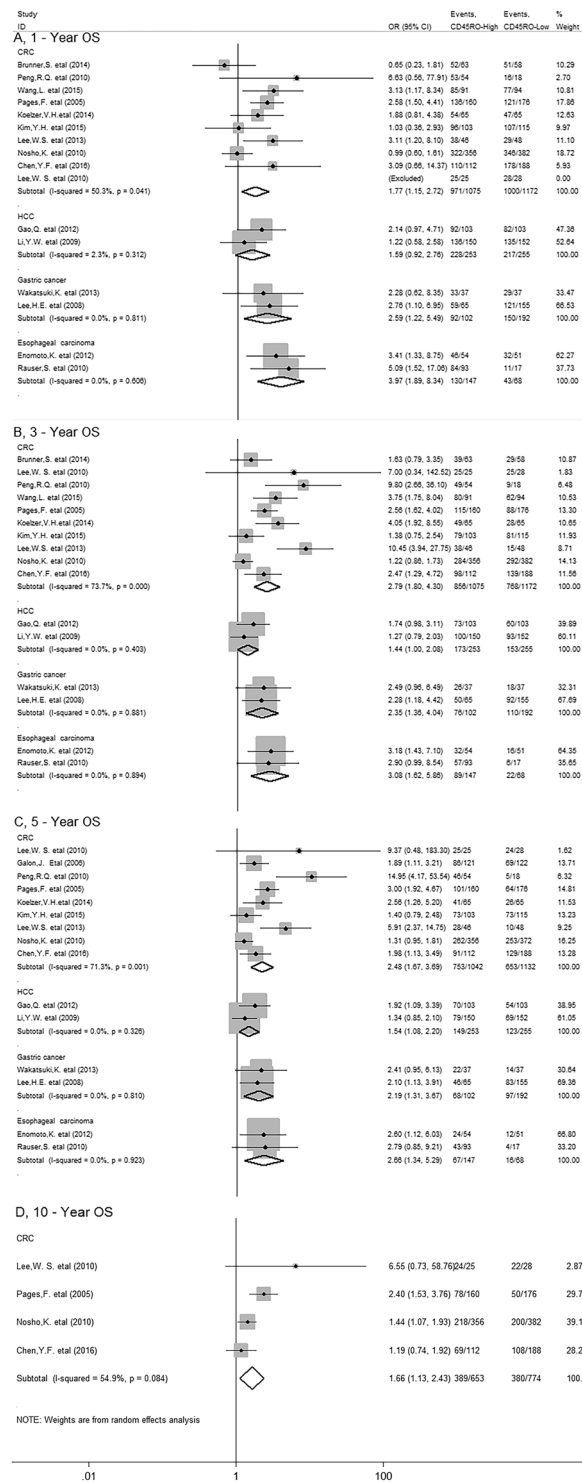 Study Events, Events, %
ID OR (95% CI) CD45RO-High CD45RO-Low Weight
A, 1 - Year OS
CRC
Brunner,S. etal (2014) 0.65 (0.23, 1.81) 52/63 51/58 10.29
Peng,R.Q. etal (2010) 6.63 (0.56, 77.91) 53/54 16/18 2.70
Wang,L. etal (2015) 3.13 (1.17, 8.34) 85/91 77/94 10.81
Pages,F. etal (2005) 2.58 (1.50, 4.41) 136/160 121/176 17.86
Koelzer,V.H.etal (2014) 1.88 (0.81, 4.38) 54/65 47/65 12.63
Kim,Y.H. etal (2015) 1.03 (0.36, 2.93) 96/103 107/115 9.97
Lee,W.S. etal (2013) 3.11 (1.20, 8.10) 38/46 29/48 11.10
Nosho,K. etal (2010) 0.99 (0.60, 1.61) 322/356 346/382 18.72
Chen,Y.F. etal (2016) 3.09 (0.66, 14.37) 110/112 178/188 5.93
Lee,W.S. etal (2010) (Excluded) 25/25 28/28 0.00
Subtotal (I-squared = 50.3%, p = 0.041) 1.77 (1.15, 2.72) 971/1075 1000/1172 100.00
.
HCC
Gao,Q. etal (2012) 2.14 (0.97, 4.71) 92/103 82/103 47.36
Li,Y.W. etal (2009) 1.22 (0.58, 2.58) 136/150 135/152 52.64
Subtotal (I-squared = 2.3%, p = 0.312) 1.59 (0.92, 2.76) 228/253 217/255 100.00
.
Gastric cancer
Wakatsuki,K. etal (2013) 2.28 (0.62, 8.35) 33/37 29/37 33.47
Lee,H.E. etal (2008) 2.76 (1.10, 6.95) 59/65 121/155 66.53
Subtotal (I-squared = 0.0%, p = 0.811) 2.59 (1.22, 5.49) 92/102 150/192 100.00
.
Esophageal carcinoma
Enomoto,K. etal (2012) 3.41 (1.33, 8.75) 46/54 32/51 62.27
Rauser,S. etal (2010) 5.09 (1.52, 17.06) 84/93 11/17 37.73
Subtotal (I-squared = 0.0%, p = 0.606) 3.97 (1.89, 8.34) 130/147 43/68 100.00
.
B, 3 - Year OS
CRC
Brunner,S. etal (2014) 1.63 (0.79, 3.35) 39/63 29/58 10.87
Lee,W. S. etal (2010) 7.00 (0.34, 142.52) 25/25 25/28 1.83
Peng,R.Q. etal (2010) 9.80 (2.66, 36.10) 49/54 9/18 6.48
Wang,L. etal (2015) 3.75 (1.75, 8.04) 80/91 62/94 10.53
Pages,F. etal (2005) 2.56 (1.62, 4.02) 115/160 88/176 13.30
Koelzer,V.H.etal (2014) 4.05 (1.92, 8.55) 49/65 28/65 10.65
Kim,Y.H. etal (2015) 1.38 (0.75, 2.54) 79/103 81/115 11.93
Lee,W.S. etal (2013) 10.45 (3.94, 27.75) 38/46 15/48 8.71
Nosho,K. etal (2010) 1.22 (0.86, 1.73) 284/356 292/382 14.13
Chen,Y.F. etal (2016) 2.47 (1.29, 4.72) 98/112 139/188 11.56
Subtotal (I-squared = 73.7%, p = 0.000) 2.79 (1.80, 4.30) 856/1075 768/1172 100.00
.
HCC
Gao,Q. etal (2012) 1.74 (0.98, 3.11) 73/103 60/103 39.89
Li,Y.W. etal (2009) 1.27 (0.79, 2.03) 100/150 93/152 60.11
Subtotal (I-squared = 0.0%, p = 0.403) 1.44 (1.00, 2.08) 173/253 153/255 100.00
.
Gastric cancer
Wakatsuki,K. etal (2013) 2.49 (0.96, 6.49) 26/37 18/37 32.31
Lee,H.E. etal (2008) 2.28 (1.18, 4.42) 50/65 92/155 67.69
Subtotal (I-squared = 0.0%, p = 0.881) 2.35 (1.36, 4.04) 76/102 110/192 100.00
.
Esophageal carcinoma
Enomoto,K. etal (2012) 3.18 (1.43, 7.10) 32/54 16/51 64.35
Rauser,S. etal (2010) 2.90 (0.99, 8.54) 57/93 6/17 35.65
Subtotal (I-squared = 0.0%, p = 0.894) 3.08 (1.62, 5.86) 89/147 22/68 100.00
.
C, 5 - Year OS
CRC
Lee,W. S. etal (2010) 9.37 (0.48, 183.30) 25/25 24/28 1.62
Galon,J. Etal (2006) 1.89 (1.11, 3.21) 86/121 69/122 13.71
Peng,R.Q. etal (2010) 14.95 (4.17, 53.54) 46/54 5/18 6.32
Pages,F. etal (2005) 3.00 (1.92, 4.67) 101/160 64/176 14.81
Koelzer,V.H.etal (2014) 2.56 (1.26, 5.20) 41/65 26/65 11.53
Kim,Y.H. etal (2015) 1.40 (0.79, 2.48) 73/103 73/115 13.23
Lee,W.S. etal (2013) 5.91 (2.37, 14.75) 28/46 10/48 9.25
Nosho,K. etal (2010) 1.31 (0.95, 1.81) 262/356 253/372 16.25
Chen,Y.F. etal (2016) 1.98 (1.13, 3.49) 91/112 129/188 13.28
Subtotal (I-squared = 71.3%, p = 0.001) 2.48 (1.67, 3.69) 753/1042 653/1132 100.00
.
HCC
Gao,Q. etal (2012) 1.92 (1.09, 3.39) 70/103 54/103 38.95
Li,Y.W. etal (2009) 1.34 (0.85, 2.10) 79/150 69/152 61.05
Subtotal (I-squared = 0.0%, p = 0.326) 1.54 (1.08, 2.20) 149/253 123/255 100.00
.
Gastric cancer
Wakatsuki,K. etal (2013) 2.41 (0.95, 6.13) 22/37 14/37 30.64
Lee,H.E. etal (2008) 2.10 (1.13, 3.91) 46/65 83/155 69.36
Subtotal (I-squared = 0.0%, p = 0.810) 2.19 (1.31, 3.67) 68/102 97/192 100.00
.
Esophageal carcinoma
Enomoto,K. etal (2012) 2.60 (1.12, 6.03) 24/54 12/51 66.80
Rauser,S. etal (2010) 2.79 (0.85, 9.21) 43/93 4/17 33.20
Subtotal (I-squared = 0.0%, p = 0.923) 2.66 (1.34, 5.29) 67/147 16/68 100.00
.
D, 10 - Year OS
CRC
Lee,W. S. etal (2010) 6.55 (0.73, 58.76)24/25 22/28 2.87
Pages,F. etal (2005) 2.40 (1.53, 3.76) 78/160 50/176 29.7
Nosho,K. etal (2010) 1.44 (1.07, 1.93) 218/356 200/382 39.1
Chen,Y.F. etal (2016) 1.19 (0.74, 1.92) 69/112 108/188 28.2
Subtotal (I-squared = 54.9%, p = 0.084) 1.66 (1.13, 2.43) 389/653 380/774 100.
.
NOTE: Weights are from random effects analysis
.01 1 100